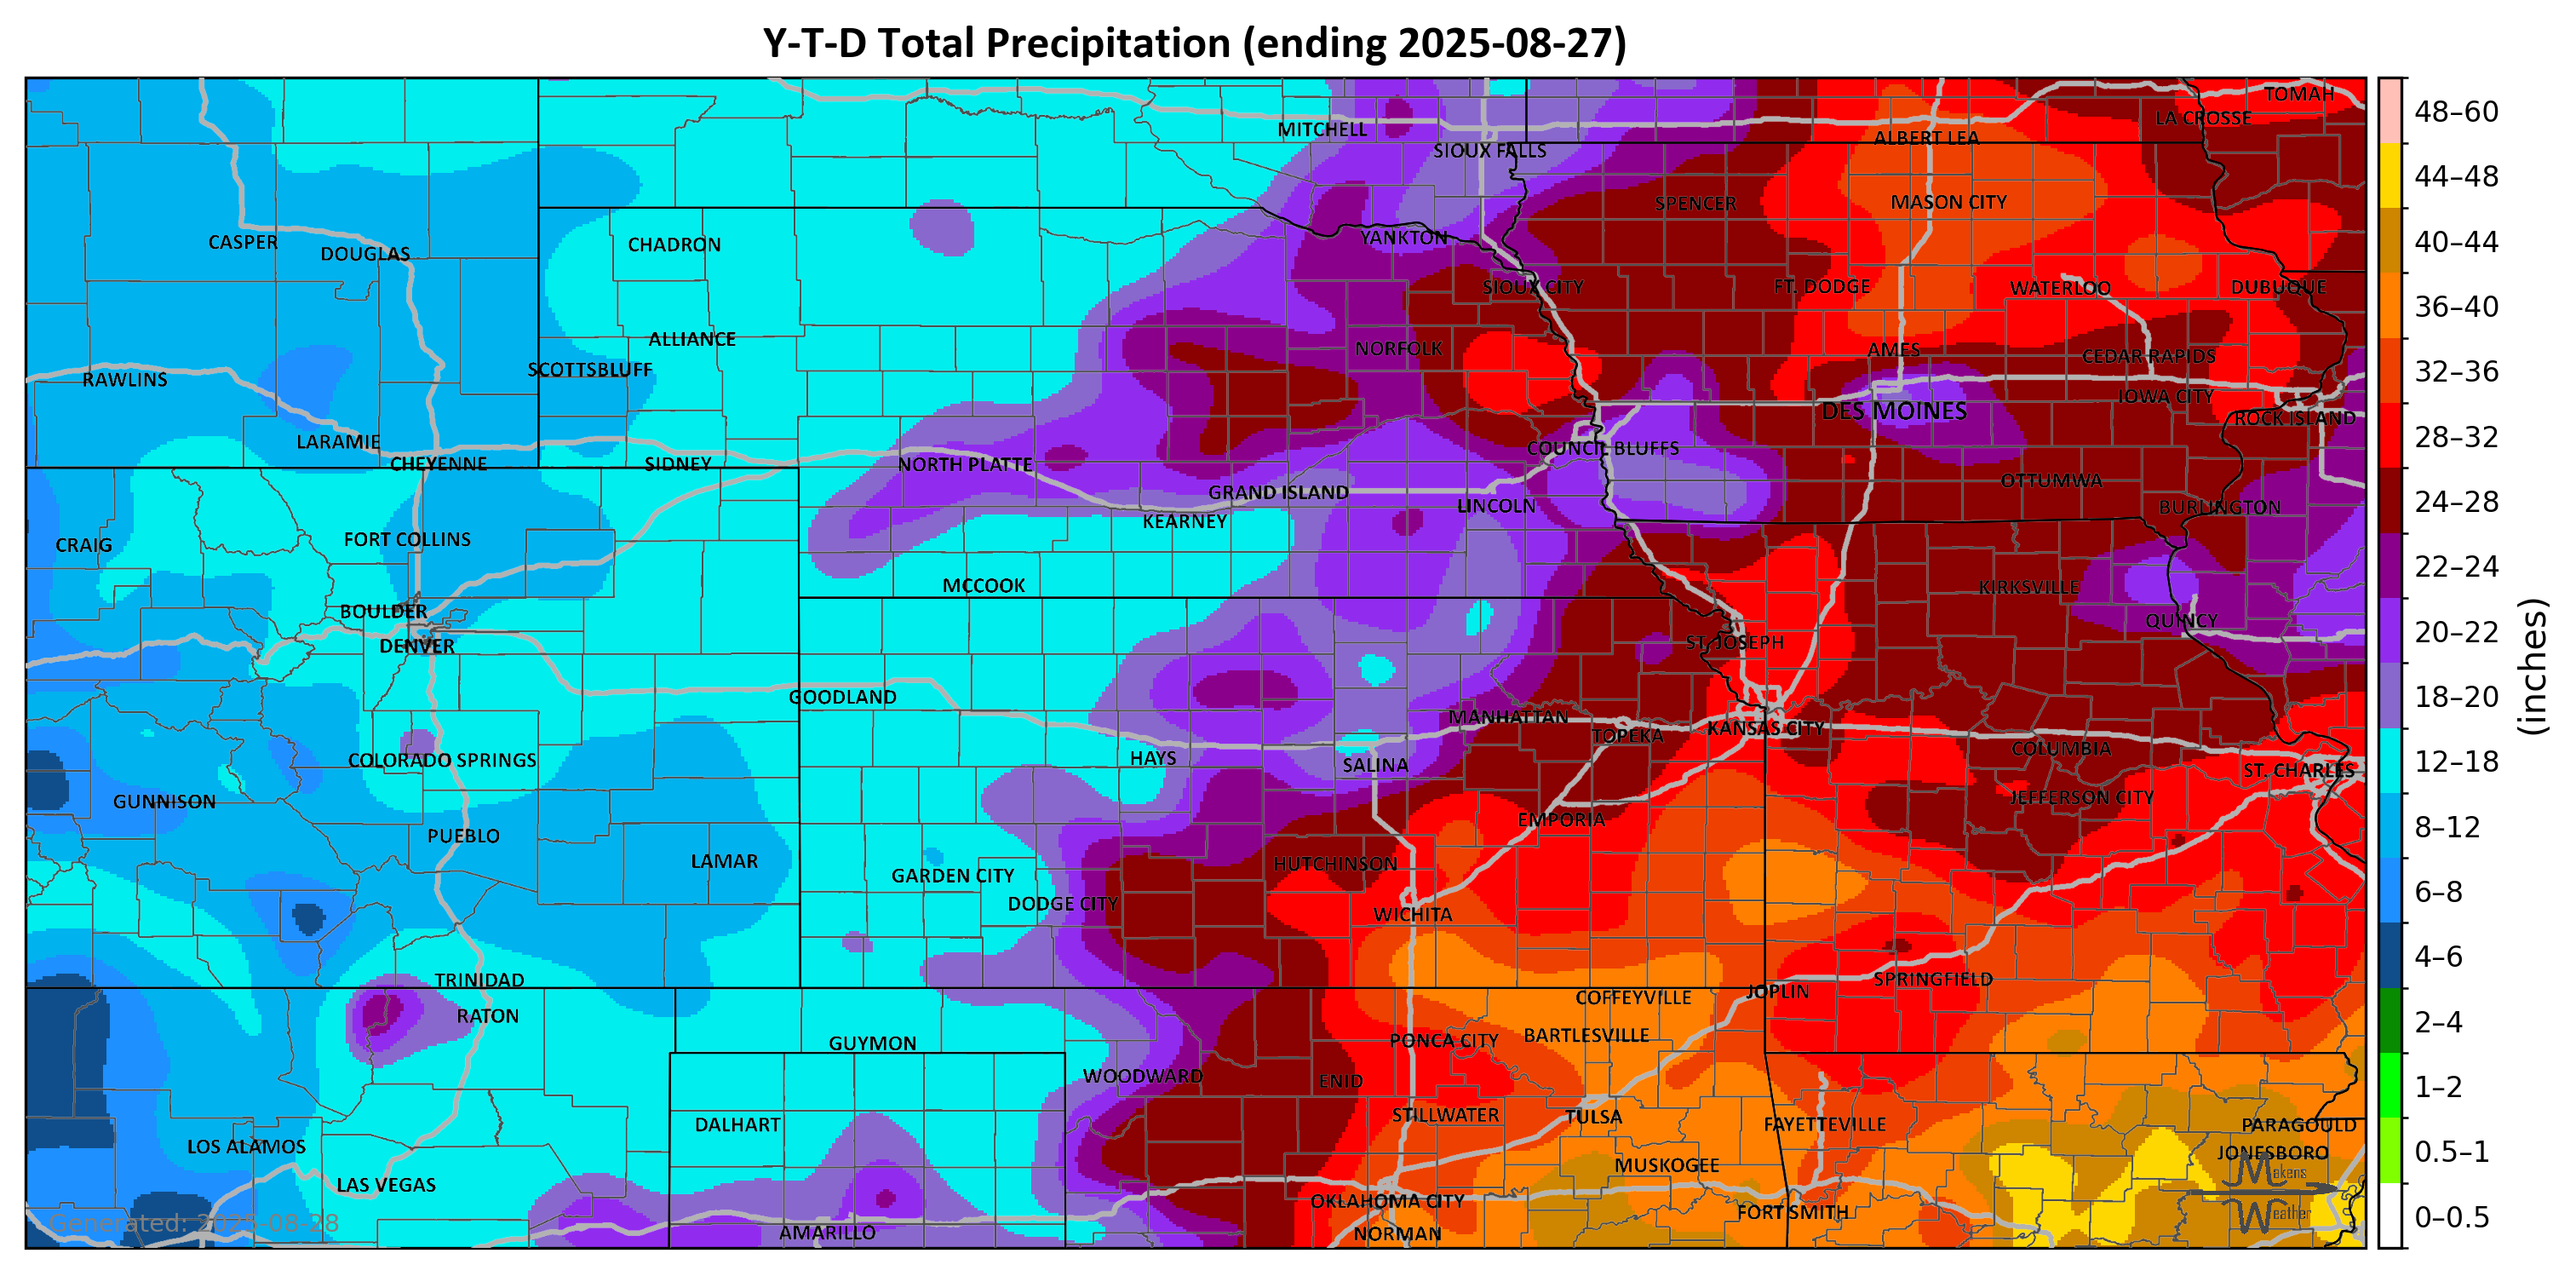 Y-T-D Total Precipitation (ending 2025-08-27)
TOMAH
LA CROSSE
MITCHELL
ALBERT LEA
SIOUX FALLS
SPENCER
MASON CITY
YANKTON
CASPER
CHADRON
DOUGLAS
SIOUX CITY
FT. DODGE
WATERLOO
DUBUQUE
ALLIANCE
NORFOLK
AMES
CEDAR RAPIDS
SCOTTSBLUFF
RAWLINS
IOWA CITY
DES MOINES
ROCK ISLAND
LARAMIE
COUNCIL BLUFFS
CHEYENNE
SIDNEY
NORTH PLATTE
OTTUMWA
GRAND ISLAND
LINCOLN
BURLINGTON
KEARNEY
CRAIG
FORT COLLINS
MCCOOK
KIRKSVILLE
BOULDER
QUINCY
DENVER
ST. JOSEPH
GOODLAND
MANHATTAN
KANSAS CITY
TOPEKA
COLUMBIA
COLORADO SPRINGS
HAYS
SALINA
ST. CHARLES
GUNNISON
JEFFERSON CITY
EMPORIA
PUEBLO
LAMAR
HUTCHINSON
GARDEN CITY
DODGE CITY
WICHITA
TRINIDAD
SPRINGFIELD
JOPLIN
COFFEYVILLE
RATON
BARTLESVILLE
GUYMON
PONCA CITY
WOODWARD
ENID
STILLWATER
TULSA
DALHART
FAYETTEVILLE
PARAGOULD
LOS ALAMOS
JONESBORO
MUSKOGEE
LAS VEGAS
OKLAHOMA CITY
FORT SMITH
AMARILLO
NORMAN
Generated: 2025-08-28
Makens
Weather
48–60
44–48
40–44
36–40
32–36
28–32
24–28
22–24
20–22
18–20
12–18
8–12
6–8
4–6
2–4
1–2
0.5–1
0–0.5
(inches)